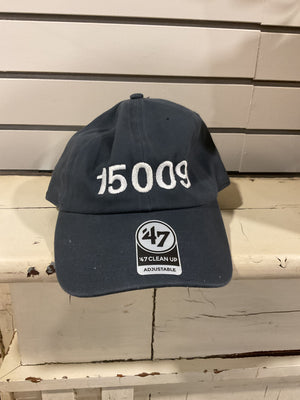 15009
'47
'47 CLEAN UP
ADJUSTABLE